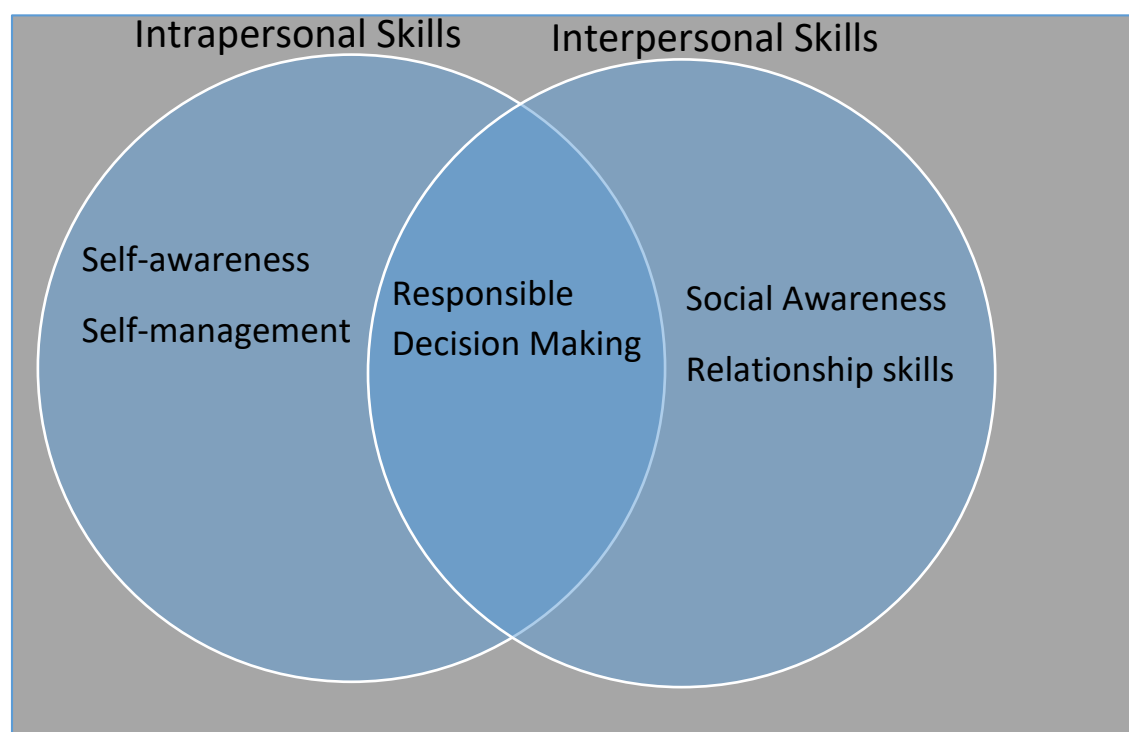 Intrapersonal Skills
Interpersonal Skills
Self-awareness
Self-management
Responsible
Decision Making
Social Awareness
Relationship skills